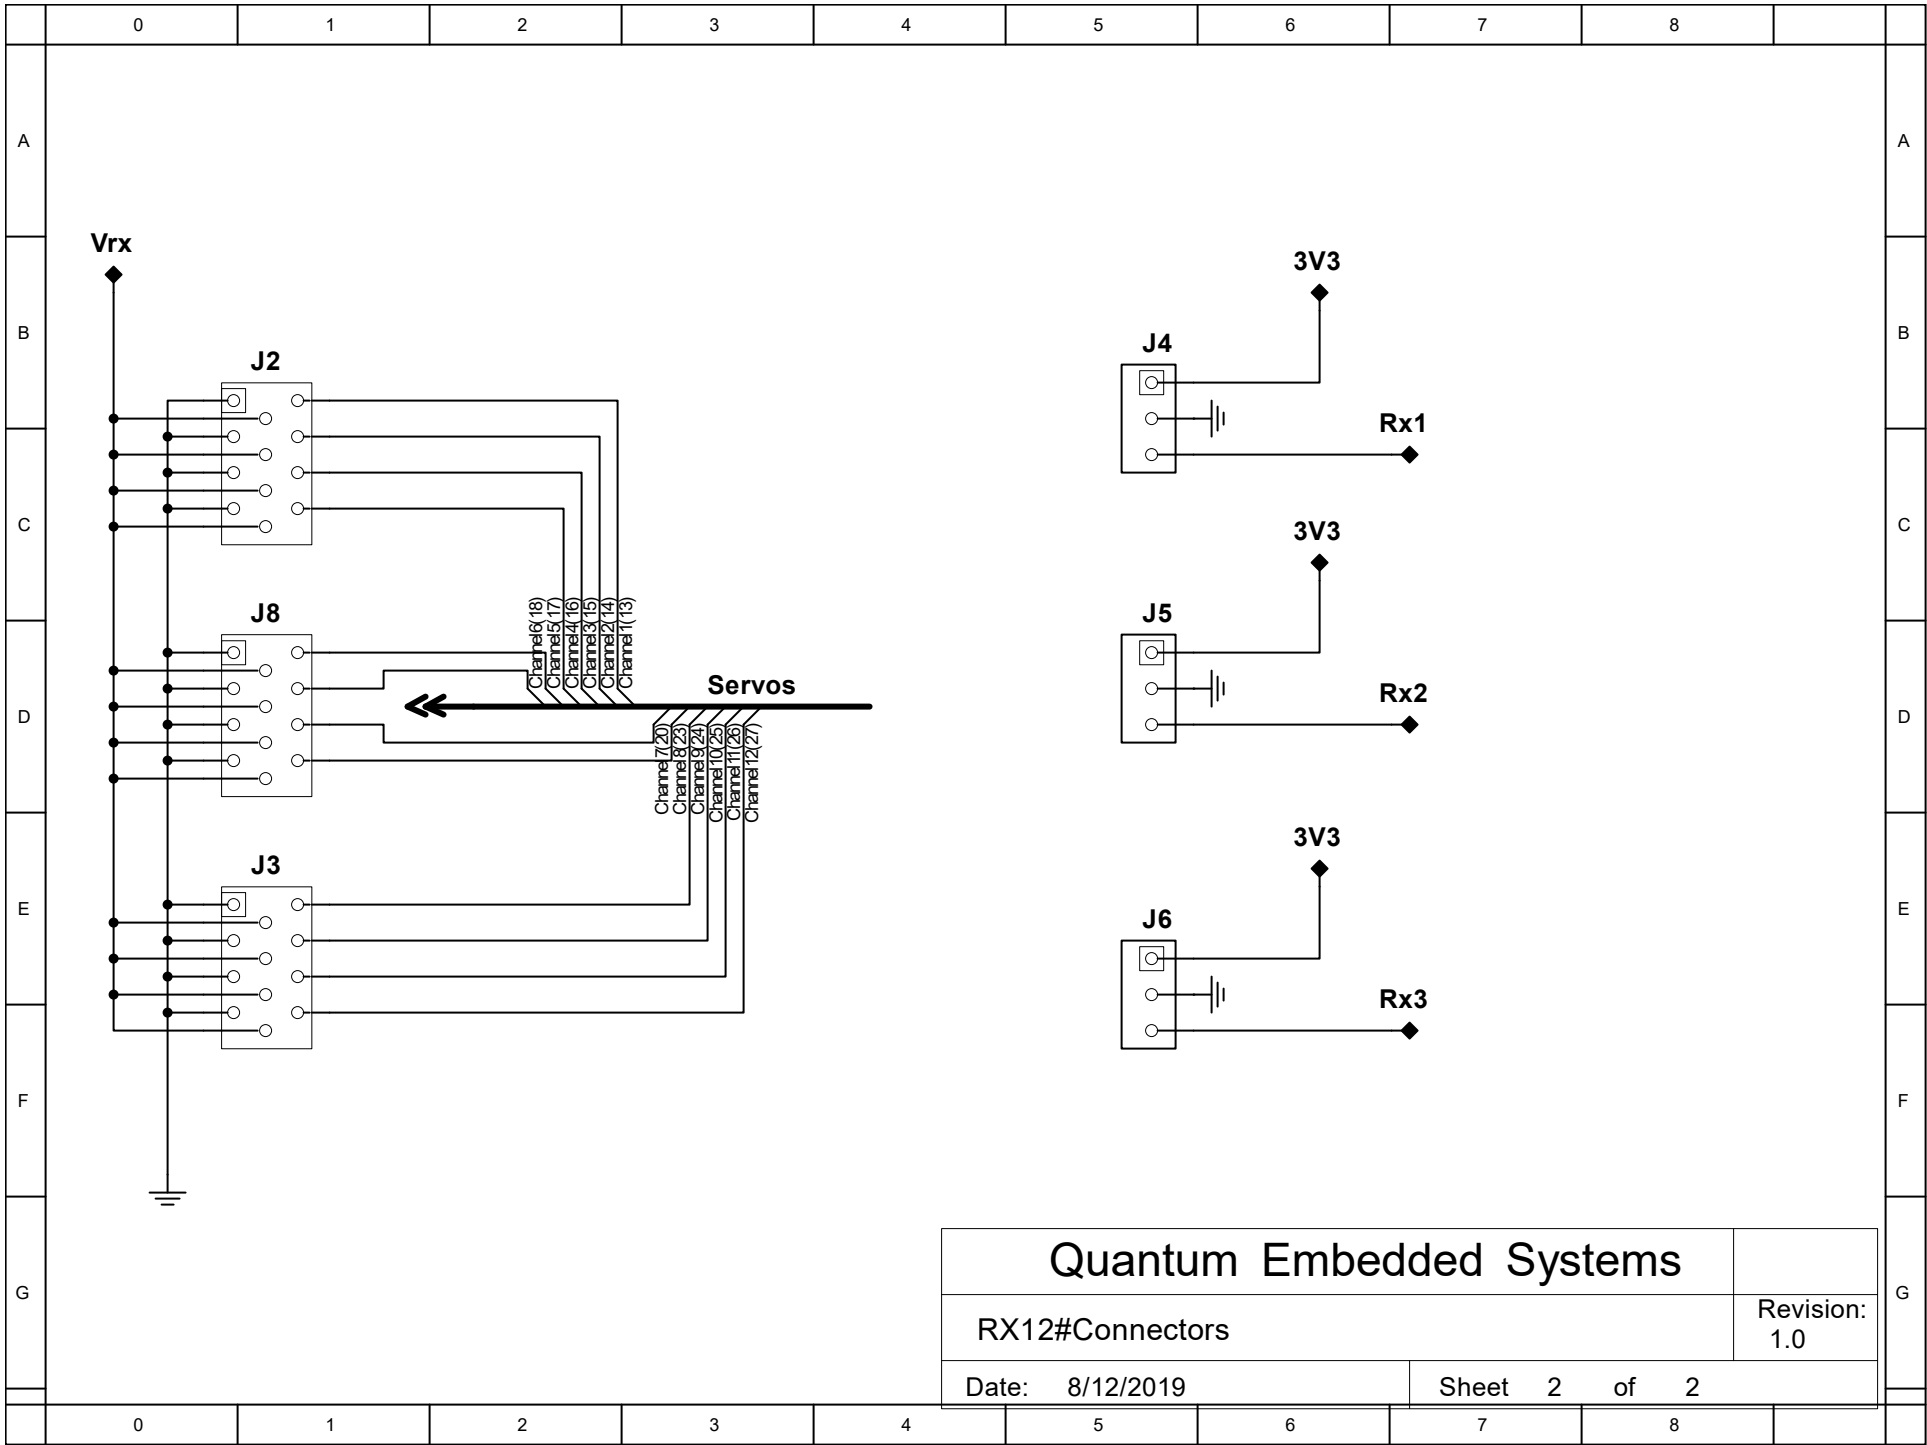 0 1 2 3 4 5 6 7 8
A A
Vrx
3V3
B B
J4
J2
Rx1
C C
3V3
J8
J5
Channel6(18) Channel5(17) Channel4(16) Channel3(15) Channel2(14) Channel1(13)
Servos
Rx2
D D
Channel7(20) Channel8(23) Channel9(24) Channel10(25) Channel11(26) Channel12(27)
3V3
J3
E E
J6
Rx3
F F
Quantum Embedded Systems
G G
RX12#Connectors
Revision:
1.0
Date: 8/12/2019
Sheet 2 of 2
0 1 2 3 4 5 6 7 8